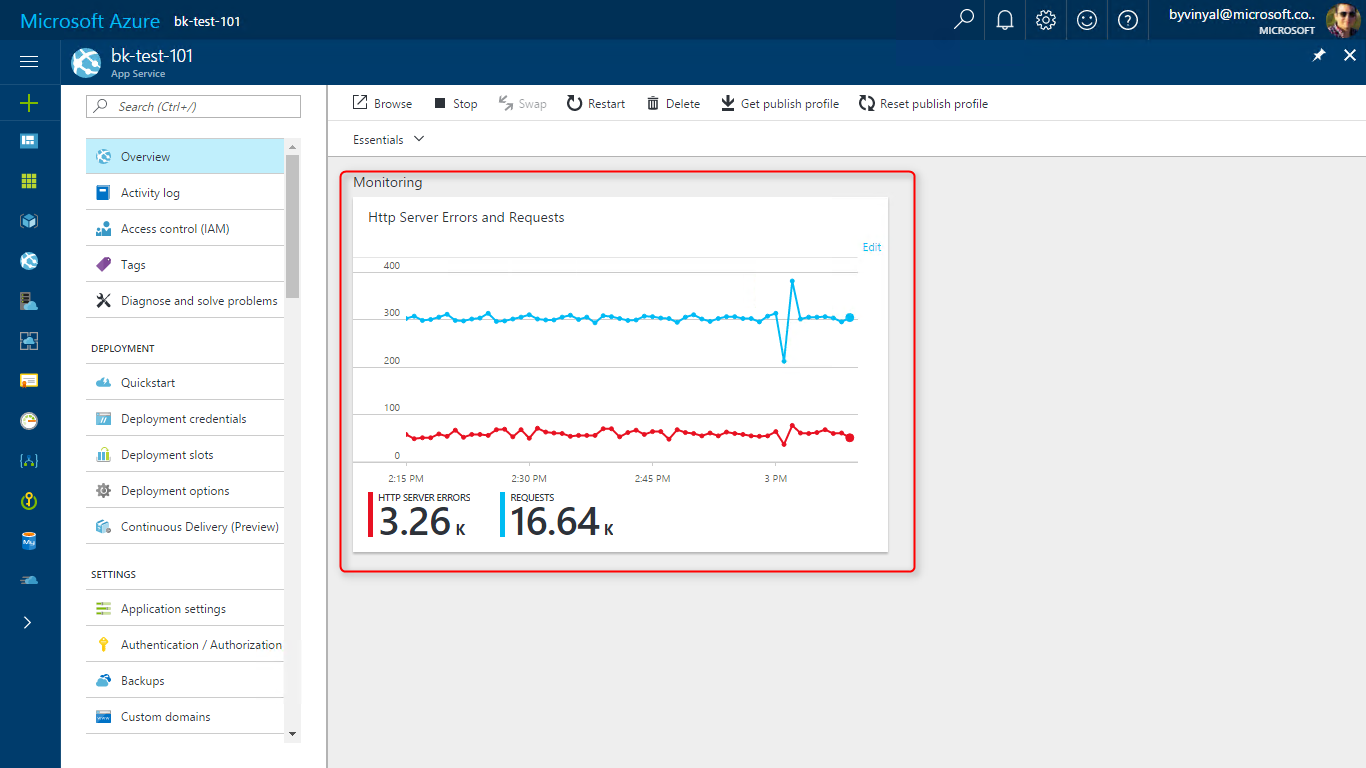 Microsoft Azure bk-test-101
byvinyal@microsoft.co..
MICROSOFT
bk-test-101
App Service
Search (Ctrl+/)
Overview
Activity log
Access control (IAM)
Tags
Diagnose and solve problems
DEPLOYMENT
Quickstart
Deployment credentials
Deployment slots
Deployment options
Continuous Delivery (Preview)
SETTINGS
Application settings
Authentication / Authorization
Backups
Custom domains
Browse Stop Swap Restart Delete Get publish profile Reset publish profile
Essentials
Monitoring
Http Server Errors and Requests
Edit
400
300
200
100
0
2:15 PM 2:30 PM 2:45 PM 3 PM
HTTP SERVER ERRORS REQUESTS
3.26 K 16.64 K